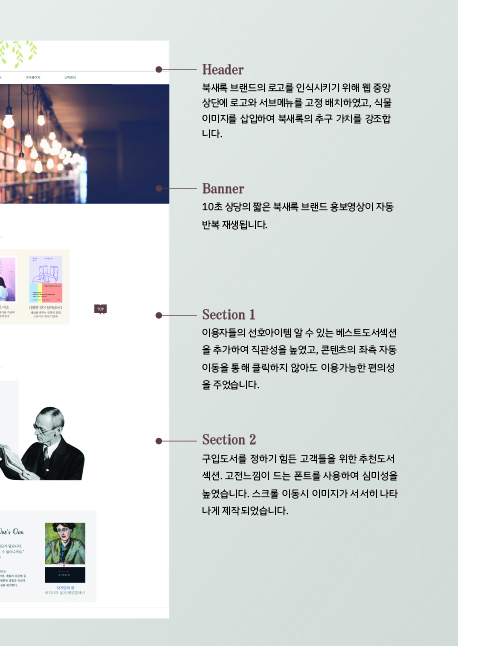 Header
북새록 브랜드의 로고를 인식시키기 위해 웹 중앙
상단에 로고와 서브메뉴를 고정 배치하였고, 식물
이미지를 삽입하여 북새록의 추구 가치를 강조합
니다.
Banner
10초 상당의 짧은 북새록 브랜드 홍보영상이 자동
반복 재생됩니다.
TOP
Section 1
이용자들의 선호아이템 알 수 있는 베스트도서섹션
을 추가하여 직관성을 높였고, 콘텐츠의 좌측 자동
이동을 통해 클릭하지 않아도 이용가능한 편의성
을 주었습니다.
Section 2
구입도서를 정하기 힘든 고객들을 위한 추천도서
섹션. 고전느낌이 드는 폰트를 사용하여 심미성을
높였습니다. 스크롤 이동시 이미지가 서서히 나타
나게 제작되었습니다.
One's Own